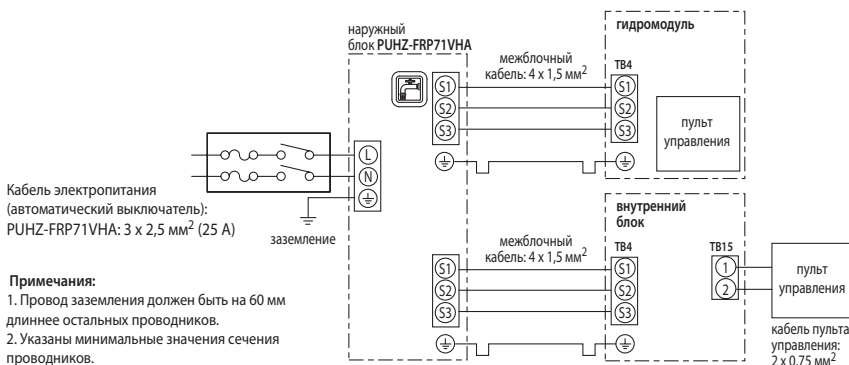 наружный
блок PUHZ-FRP71VHA
S1
S2
S3
L
N
межблочный
кабель: 4 x 1,5 мм²
гидромодуль
TB4
S1
S2
S3
пульт
управления
Кабель электропитания
(автоматический выключатель):
PUHZ-FRP71VHA: 3 x 2,5 мм² (25 А)
заземление
S1
S2
S3
межблочный
кабель: 4 x 1,5 мм²
внутренний
блок
TB4
S1
S2
S3
TB15
1
2
пульт
управления
кабель пульта
управления:
2 x 0,75 мм²
Примечания:
1. Провод заземления должен быть на 60 мм
длиннее остальных проводников.
2. Указаны минимальные значения сечения
проводников.